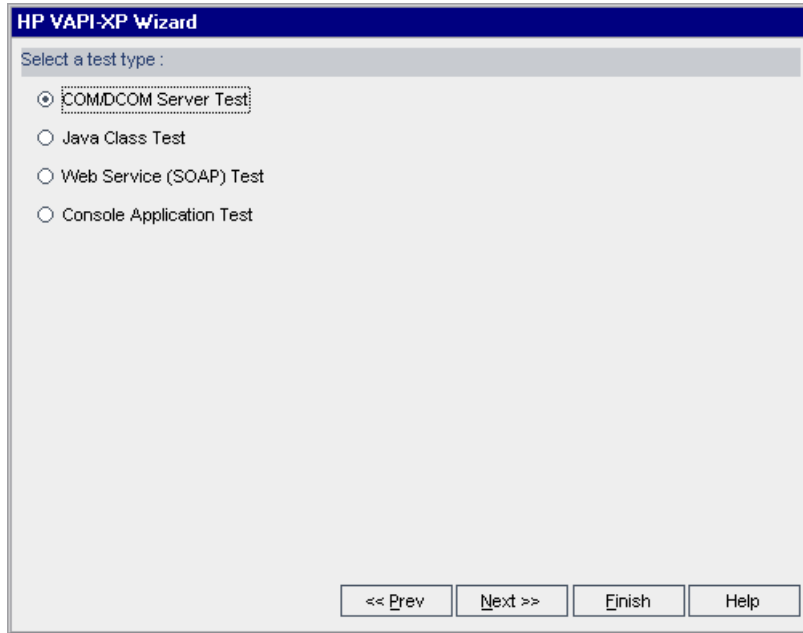 HP VAPI-XP Wizard
Select a test type :
COM/DCOM Server Test
Java Class Test
Web Service (SOAP) Test
Console Application Test
<< Prev Next >> Finish Help